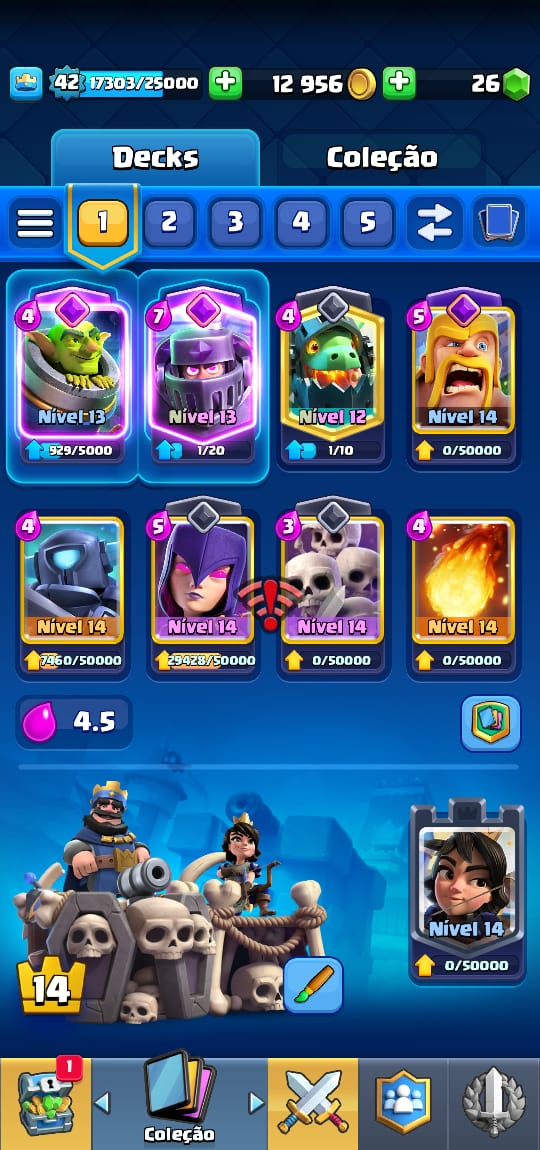 42 17303/25000 12 956 26
Decks Coleção
1 2 3 4 5
4 7 4 5
Nível 13 Nível 13 Nível 12 Nível 14
929/5000 1/20 1/10 0/50000
4 5 3 4
Nível 14 Nível 14 Nível 14 Nível 14
7460/50000 29428/50000 0/50000 0/50000
4.5
Nível 14
0/50000
14
1
Coleção